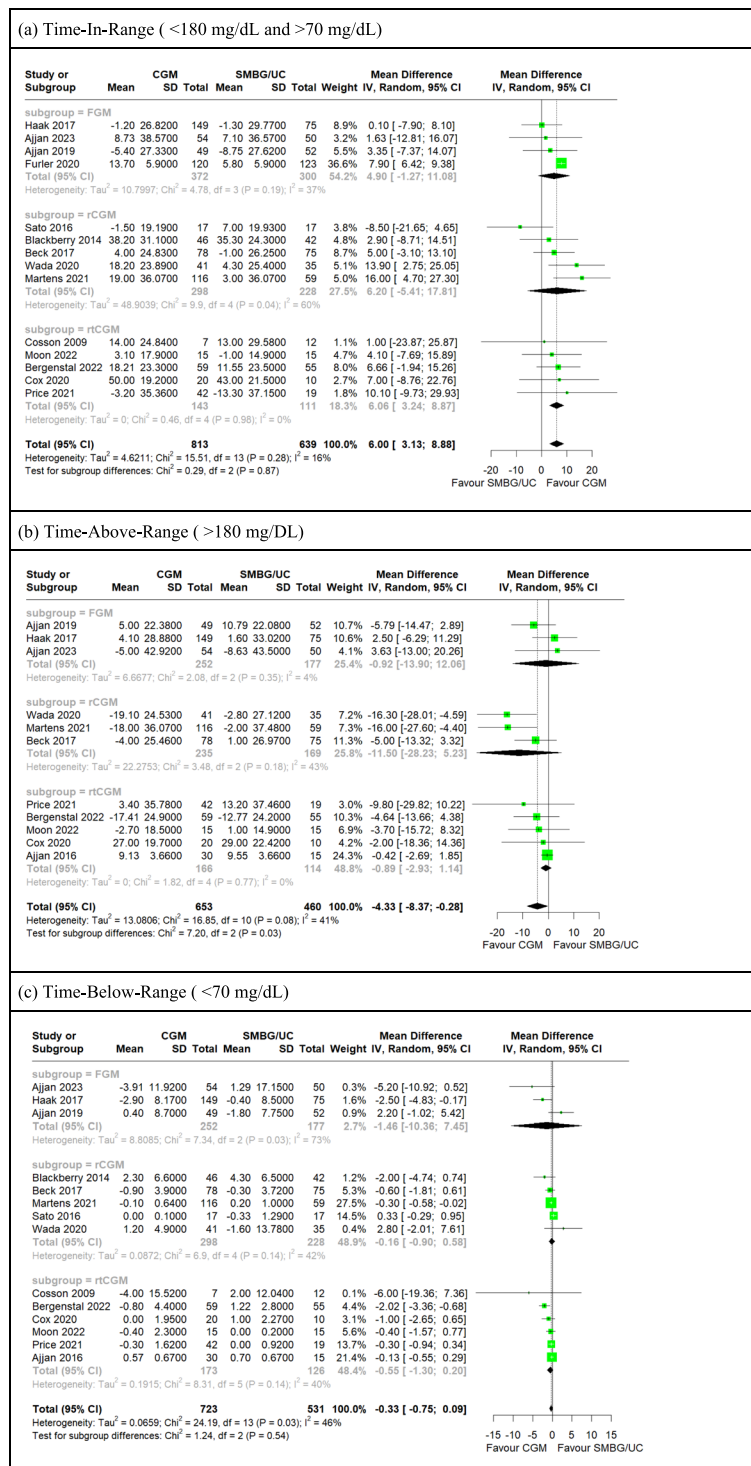 (a) Time-In-Range ( <180 mg/dL and >70 mg/dL)
Study or CGM SMBG/UC Mean Difference Mean Difference
Subgroup Mean SD Total Mean SD Total Weight IV, Random, 95% CI IV, Random, 95% CI
subgroup = FGM
Haak 2017 -1.20 26.8200 149 -1.30 29.7700 75 8.9% 0.10 [ -7.90; 8.10]
Ajjan 2023 8.73 38.5700 54 7.10 36.5700 50 2.9% 1.63 [-12.81; 16.07]
Ajjan 2019 -5.40 27.3300 49 -8.75 27.6200 52 5.8% 3.35 [ -7.37; 14.07]
Furler 2020 13.70 5.9000 120 5.80 5.9000 123 36.6% 7.90 [ 6.42; 9.38]
Total (95% CI) 372 300 54.2% 4.90 [ -1.27; 11.08]
Heterogeneity: Tau² = 10.7997; Chi² = 4.78, df = 3 (P = 0.19); I² = 37%
subgroup = rCGM
Sato 2016 -1.50 19.1900 17 7.00 19.9300 17 3.8% -8.50 [-21.65; 4.65]
Blackberry 2014 38.20 31.1000 46 35.30 24.3000 42 4.8% 2.90 [ -8.71; 14.51]
Beck 2017 4.00 24.8300 78 -1.00 26.2500 75 8.7% 5.00 [ -3.10; 13.10]
Wada 2020 18.20 23.8900 41 4.30 25.4000 35 5.2% 13.90 [ 2.75; 25.05]
Martens 2021 19.00 36.0700 116 3.00 36.0700 59 5.0% 16.00 [ 4.70; 27.30]
Total (95% CI) 298 228 27.5% 6.20 [ -5.41; 17.81]
Heterogeneity: Tau² = 48.9039; Chi² = 9.9, df = 4 (P = 0.04); I² = 60%
subgroup = rtCGM
Cosson 2009 14.00 24.8400 7 13.00 29.5800 12 1.1% 1.00 [-23.87; 25.87]
Moon 2022 3.10 17.9000 15 -1.00 14.9000 15 4.7% 4.10 [ -7.69; 15.89]
Bergenstal 2022 18.21 23.3000 59 11.55 23.5000 55 7.8% 6.66 [ -1.94; 15.26]
Cox 2020 50.00 19.2000 20 43.00 21.5000 10 2.8% 7.00 [ -8.76; 22.76]
Price 2021 -3.20 35.3600 42 -13.30 37.1500 19 1.8% 10.10 [ -9.73; 29.93]
Total (95% CI) 143 111 18.3% 6.06 [ 3.24; 8.87]
Heterogeneity: Tau² = 0; Chi² = 0.46, df = 4 (P = 0.98); I² = 0%
Total (95% CI) 813 639 100.0% 6.00 [ 3.13; 8.88]
Heterogeneity: Tau² = 4.6211; Chi² = 15.51, df = 13 (P = 0.28); I² = 16%
Test for subgroup differences: Chi² = 0.29, df = 2 (P = 0.87)
-20 -10 0 10 20
Favour SMBG/UC Favour CGM
(b) Time-Above-Range ( >180 mg/DL)
Study or CGM SMBG/UC Mean Difference Mean Difference
Subgroup Mean SD Total Mean SD Total Weight IV, Random, 95% CI IV, Random, 95% CI
subgroup = FGM
Ajjan 2019 5.00 22.3800 49 10.79 22.0800 52 10.7% -5.79 [-14.47; 2.89]
Haak 2017 4.10 28.8800 149 1.60 33.0200 75 10.6% 2.50 [ -6.29; 11.29]
Ajjan 2023 -5.00 42.9200 54 -8.63 43.5000 50 4.1% 3.63 [-13.00; 20.26]
Total (95% CI) 252 177 25.4% -0.92 [-13.90; 12.06]
Heterogeneity: Tau² = 6.6677; Chi² = 2.08, df = 2 (P = 0.35); I² = 4%
subgroup = rCGM
Wada 2020 -19.10 24.5300 41 -2.80 27.1200 35 7.2% -16.30 [-28.01; -4.59]
Martens 2021 -18.00 36.0700 116 -2.00 37.4800 59 7.3% -16.00 [-27.60; -4.40]
Beck 2017 -4.00 25.4600 78 1.00 26.9700 75 11.3% -5.00 [-13.32; 3.32]
Total (95% CI) 235 169 25.8% -11.50 [-28.23; 5.23]
Heterogeneity: Tau² = 22.2753; Chi² = 3.48, df = 2 (P = 0.18); I² = 43%
subgroup = rtCGM
Price 2021 3.40 35.7800 42 13.20 37.4600 19 3.0% -9.80 [-29.82; 10.22]
Bergenstal 2022 -17.41 24.9000 59 -12.77 24.2000 55 10.2% -4.64 [-13.66; 4.38]
Moon 2022 -2.70 18.5000 15 1.00 14.9000 15 6.9% -3.70 [-15.72; 8.32]
Cox 2020 27.00 19.7000 20 29.00 22.4200 10 4.2% -2.00 [-18.36; 14.36]
Ajjan 2016 9.13 3.6600 30 9.55 3.6600 15 24.3% -0.42 [ -2.69; 1.85]
Total (95% CI) 166 114 48.8% -0.89 [ -2.93; 1.14]
Heterogeneity: Tau² = 0; Chi² = 1.82, df = 4 (P = 0.77); I² = 0%
Total (95% CI) 653 460 100.0% -4.33 [ -8.37; -0.28]
Heterogeneity: Tau² = 13.0806; Chi² = 16.85, df = 10 (P = 0.08); I² = 41%
Test for subgroup differences: Chi² = 7.20, df = 2 (P = 0.03)
-20 -10 0 10 20
Favour CGM Favour SMBG/UC
(c) Time-Below-Range (<70 mg/dL)
Study or CGM SMBG/UC Mean Difference Mean Difference
Subgroup Mean SD Total Mean SD Total Weight IV, Random, 95% CI IV, Random, 95% CI
subgroup = FGM
Ajjan 2023 -3.91 11.9200 54 1.29 17.1500 50 0.3% -5.20 [-10.92; 0.52]
Haak 2017 -2.90 8.1700 149 -0.40 8.5000 75 1.6% -2.50 [ -4.83; -0.17]
Ajjan 2019 0.40 8.7000 49 -1.80 7.7500 52 0.9% 2.20 [ -1.02; 5.42]
Total (95% CI) 252 177 2.7% -1.46 [-10.36; 7.45]
Heterogeneity: Tau² = 8.8085; Chi² = 7.34, df = 2 (P = 0.03); I² = 73%
subgroup = rCGM
Blackberry 2014 2.30 6.6000 46 4.30 6.5000 42 1.2% -2.00 [ -4.74; 0.74]
Beck 2017 -0.90 3.9000 78 -0.30 3.7200 75 5.3% -0.60 [ -1.81; 0.61]
Martens 2021 -0.10 0.6400 116 0.20 1.0000 59 27.5% -0.30 [ -0.58; -0.02]
Sato 2016 0.00 0.1000 17 -0.33 1.2900 17 14.5% 0.33 [ -0.29; 0.95]
Wada 2020 1.20 4.9000 41 -1.60 13.7800 35 0.4% 2.80 [ -2.01; 7.61]
Total (95% CI) 298 228 48.9% -0.16 [ -0.90; 0.58]
Heterogeneity: Tau² = 0.0872; Chi² = 6.9, df = 4 (P = 0.14); I² = 42%
subgroup = rtCGM
Cosson 2009 -4.00 15.5200 7 2.00 12.0400 12 0.1% -6.00 [-19.36; 7.36]
Bergenstal 2022 -0.80 4.4000 59 1.22 2.8000 55 4.4% -2.02 [ -3.36; -0.68]
Cox 2020 0.00 1.9500 20 1.00 2.2700 10 3.0% -1.00 [ -2.65; 0.65]
Moon 2022 -0.40 2.3000 15 0.00 0.2000 15 5.6% -0.40 [ -1.57; 0.77]
Price 2021 -0.30 1.6200 42 0.00 0.9200 19 14.0% -0.30 [ -0.94; 0.34]
Ajjan 2016 0.57 0.6700 30 0.70 0.6700 15 21.4% -0.13 [ -0.55; 0.29]
Total (95% CI) 173 126 48.4% -0.55 [ -1.30; 0.20]
Heterogeneity: Tau² = 0.1915; Chi² = 8.31, df = 5 (P = 0.14); I² = 40%
Total (95% CI) 723 531 100.0% -0.33 [ -0.75; 0.09]
Heterogeneity: Tau² = 0.0659; Chi² = 24.19, df = 13 (P = 0.03); I² = 46%
Test for subgroup differences: Chi² = 1.24, df = 2 (P = 0.54)
-15 -10 -5 0 5 10 15
Favour CGM Favour SMBG/UC